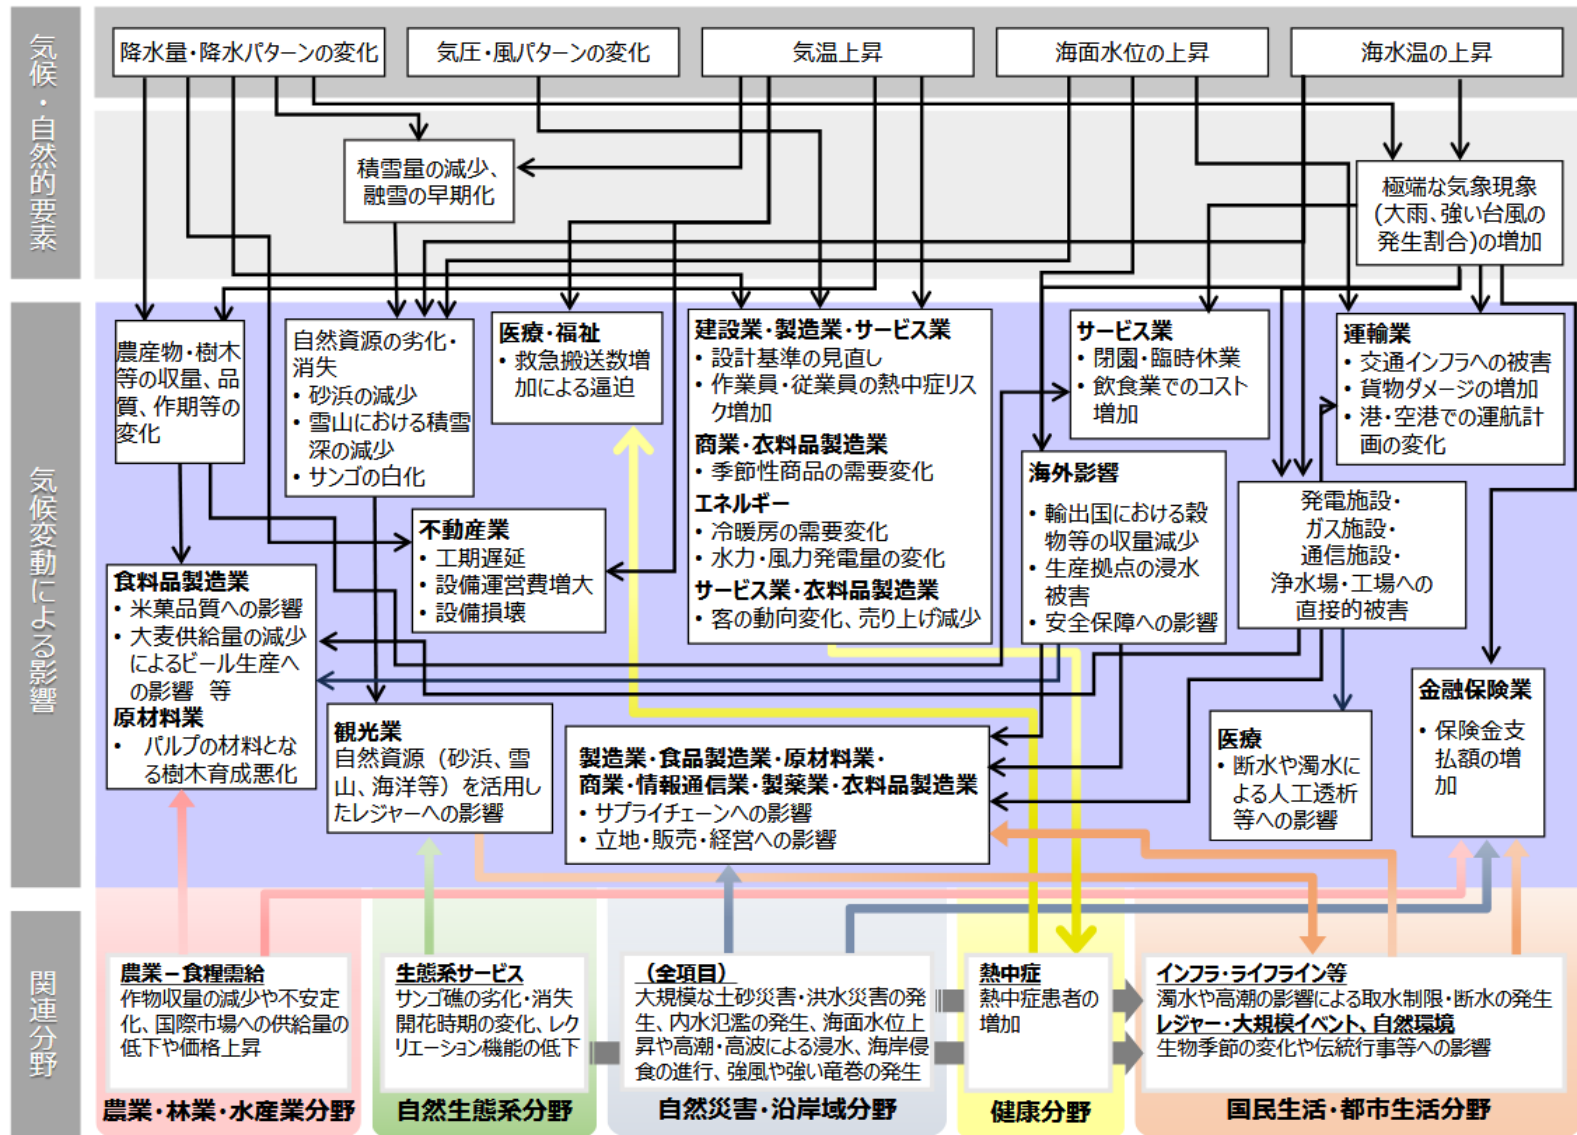 気候・自然的要素
降水量・降水パターンの変化
気圧・風パターンの変化
気温上昇
海面水位の上昇
海水温の上昇
積雪量の減少、
融雪の早期化
極端な気象現象
(大雨、強い台風の
発生割合)の増加
気候変動による影響
農産物・樹木
等の収量、品
質、作期等の
変化
自然資源の劣化・
消失
• 砂浜の減少
• 雪山における積雪
深の減少
• サンゴの白化
医療・福祉
• 救急搬送数増
加による逼迫
建設業・製造業・サービス業
• 設計基準の見直し
• 作業員・従業員の熱中症リス
ク増加
商業・衣料品製造業
• 季節性商品の需要変化
エネルギー
• 冷暖房の需要変化
• 水力・風力発電量の変化
サービス業・衣料品製造業
• 客の動向変化、売り上げ減少
サービス業
• 閉園・臨時休業
• 飲食業でのコスト
増加
運輸業
• 交通インフラへの被害
• 貨物ダメージの増加
• 港・空港での運航計
画の変化
海外影響
• 輸出国における穀
物等の収量減少
• 生産拠点の浸水
被害
• 安全保障への影響
発電施設・
ガス施設・
通信施設・
浄水場・工場への
直接的被害
不動産業
• 工期遅延
• 設備運営費増大
• 設備損壊
食料品製造業
• 米菓品質への影響
• 大麦供給量の減少
によるビール生産へ
の影響 等
原材料業
• パルプの材料とな
る樹木育成悪化
観光業
自然資源（砂浜、雪
山、海洋等）を活用し
たレジャーへの影響
製造業・食品製造業・原材料業・
商業・情報通信業・製薬業・衣料品製造業
• サプライチェーンへの影響
• 立地・販売・経営への影響
医療
• 断水や濁水に
よる人工透析
等への影響
金融保険業
• 保険金支
払額の増
加
関連分野
農業－食糧需給
作物収量の減少や不安定
化、国際市場への供給量の
低下や価格上昇
農業・林業・水産業分野
生態系サービス
サンゴ礁の劣化・消失
開花時期の変化、レク
リエーション機能の低下
自然生態系分野
（全項目）
大規模な土砂災害・洪水災害の発
生、内水氾濫の発生、海面水位上
昇や高潮・高波による浸水、海岸侵
食の進行、強風や強い竜巻の発生
自然災害・沿岸域分野
熱中症
熱中症患者の
増加
健康分野
インフラ・ライフライン等
濁水や高潮の影響による取水制限・断水の発生
レジャー・大規模イベント、自然環境
生物季節の変化や伝統行事等への影響
国民生活・都市生活分野